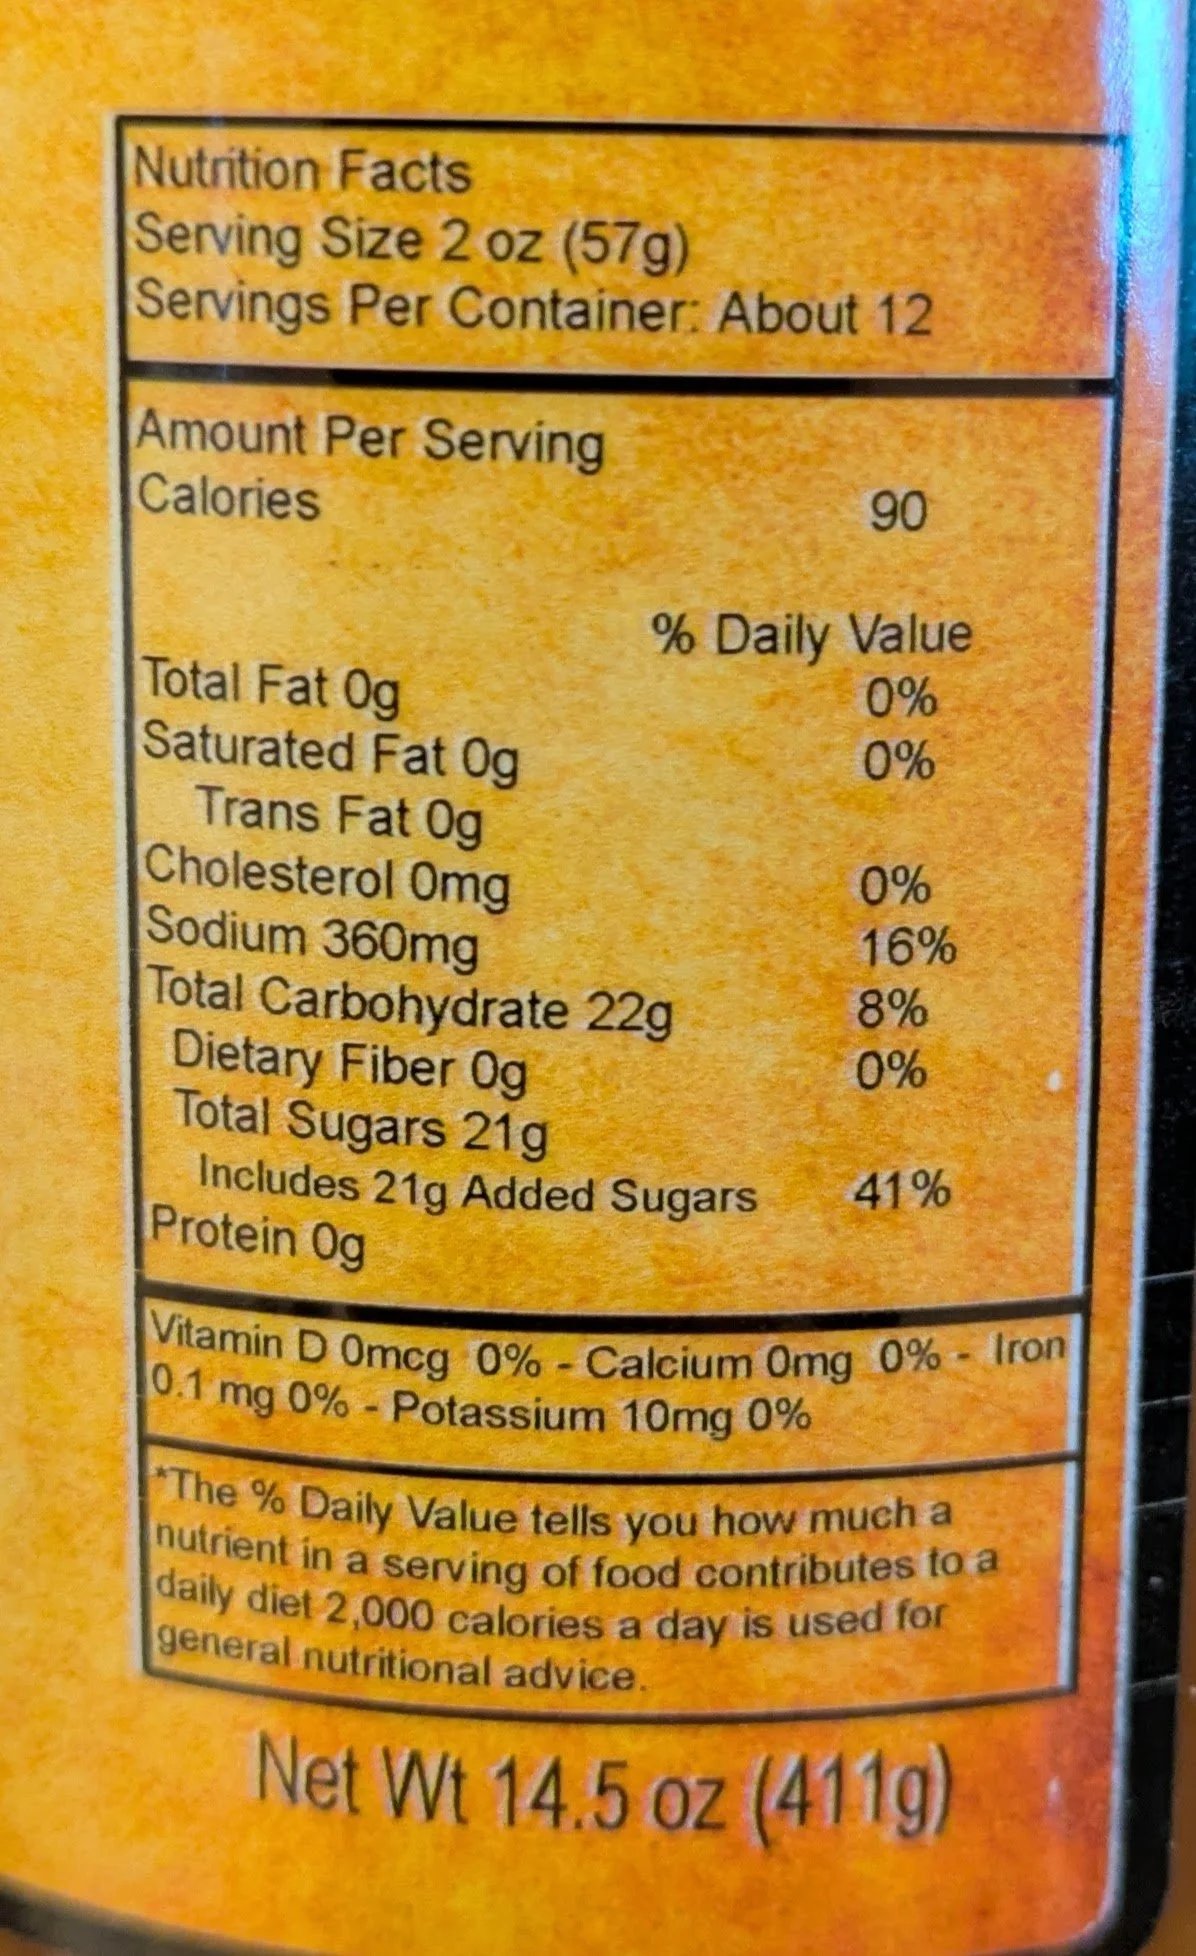 Nutrition Facts
Serving Size 2 oz (57g)
Servings Per Container: About 12
Amount Per Serving
Calories 90
% Daily Value
Total Fat 0g 0%
Saturated Fat 0g 0%
Trans Fat 0g
Cholesterol 0mg 0%
Sodium 360mg 16%
Total Carbohydrate 22g 8%
Dietary Fiber 0g 0%
Total Sugars 21g
Includes 21g Added Sugars 41%
Protein 0g
Vitamin D 0mcg 0% - Calcium 0mg 0% - Iron
0.1 mg 0% - Potassium 10mg 0%
*The % Daily Value tells you how much a
nutrient in a serving of food contributes to a
daily diet 2,000 calories a day is used for
general nutritional advice.
Net Wt 14.5 oz (411g)